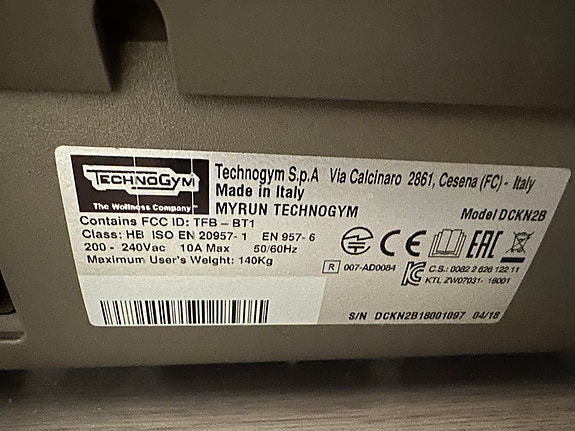 TECHNOGYM
The Wellness Company
Technogym S.p.A Via Calcinaro 2861, Cesena (FC) - Italy
Made in Italy
MYRUN TECHNOGYM
Model DCKN2B
Contains FCC ID: TFB - BT1
Class: HB ISO EN 20957- 1 EN 957- 6
200 - 240Vac 10A Max 50/60Hz
Maximum User's Weight: 140Kg
CE EAC
R 007-AD0084
C.S.: 0082 2 626 122 11
KTL ZW07031- 16001
S/N DCKN2B18001097 04/18